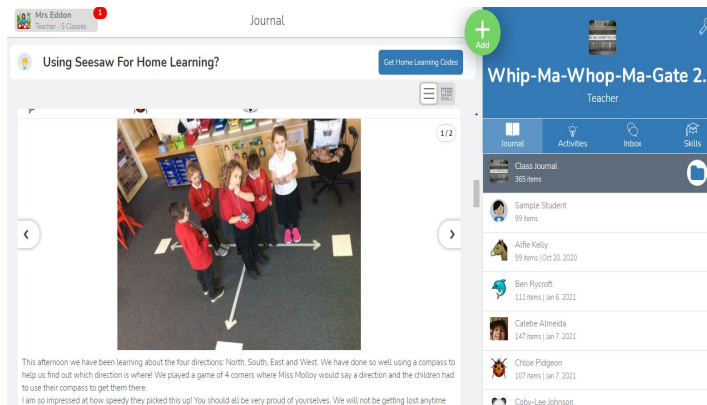 Mrs Eddon
1
Teacher - 5 Classes
Journal
Add
Using Seesaw For Home Learning?
Get Home Learning Codes
1/2
This afternoon we have been learning about the four directions: North, South, East and West. We have done so well using a compass to
help us find out which direction is where! We played a game of 4 corners where Miss Molloy would say a direction and the children had
to use their compass to get them there.
I am so impressed at how speedy they picked this up! You should all be very proud of yourselves. We will not be getting lost anytime
Whip-Ma-Whop-Ma-Gate 2.
Teacher
Journal
Activities
Inbox
Skills
Class Journal
365 items
Sample Student
99 items
Alfie Kelly
99 items | Oct 20, 2020
Ben Rycroft
111 items | Jan 6, 2021
Calebe Almeida
147 items | Jan 7, 2021
Chloe Pidgeon
107 items | Jan 7, 2021
Coby-Lee Johnson